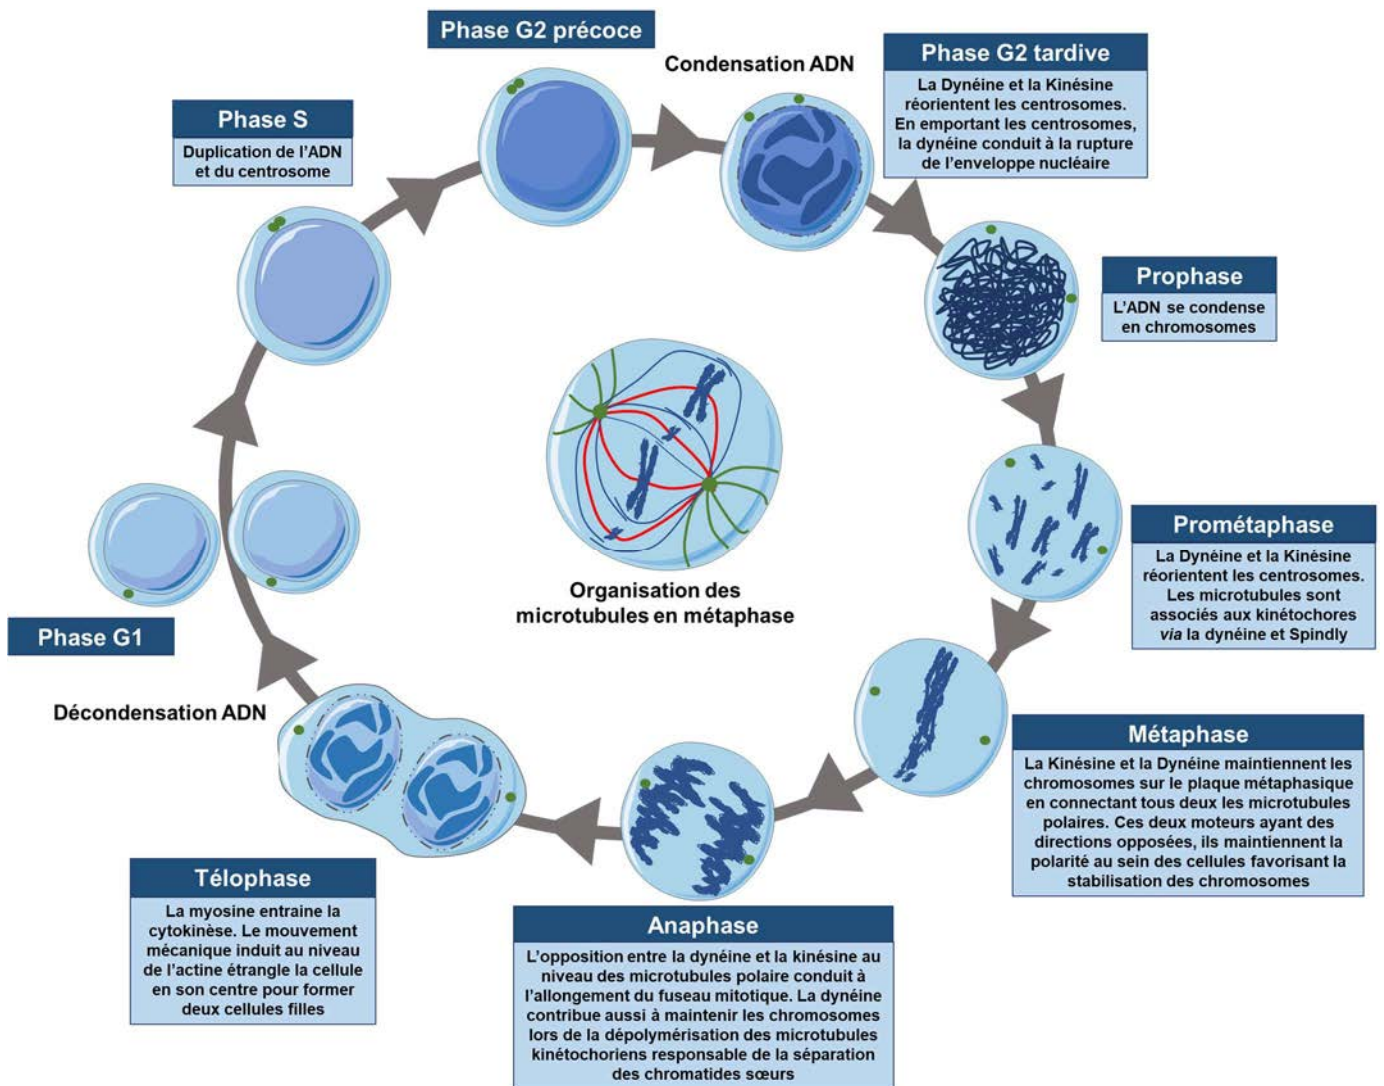 Phase G2 précoce
Condensation ADN
Phase G2 tardive
La Dynéine et la Kinésine
réorientent les centrosomes.
En emportant les centrosomes,
la dynéine conduit à la rupture
de l’enveloppe nucléaire
Phase S
Duplication de l’ADN
et du centrosome
Prophase
L’ADN se condense
en chromosomes
Organisation des
microtubules en métaphase
Prométaphase
La Dynéine et la Kinésine
réorientent les centrosomes.
Les microtubules sont
associés aux kinétochores
via la dynéine et Spindly
Phase G1
Décondensation ADN
Métaphase
La Kinésine et la Dynéine maintiennent les
chromosomes sur le plaque métaphasique
en connectant tous deux les microtubules
polaires. Ces deux moteurs ayant des
directions opposées, ils maintiennent la
polarité au sein des cellules favorisant la
stabilisation des chromosomes
Télophase
La myosine entraine la
cytokinèse. Le mouvement
mécanique induit au niveau
de l’actine étrangle la cellule
en son centre pour former
deux cellules filles
Anaphase
L’opposition entre la dynéine et la kinésine au
niveau des microtubules polaire conduit à
l’allongement du fuseau mitotique. La dynéine
contribue aussi à maintenir les chromosomes
lors de la dépolymérisation des microtubules
kinétochoriens responsable de la séparation
des chromatides sœurs